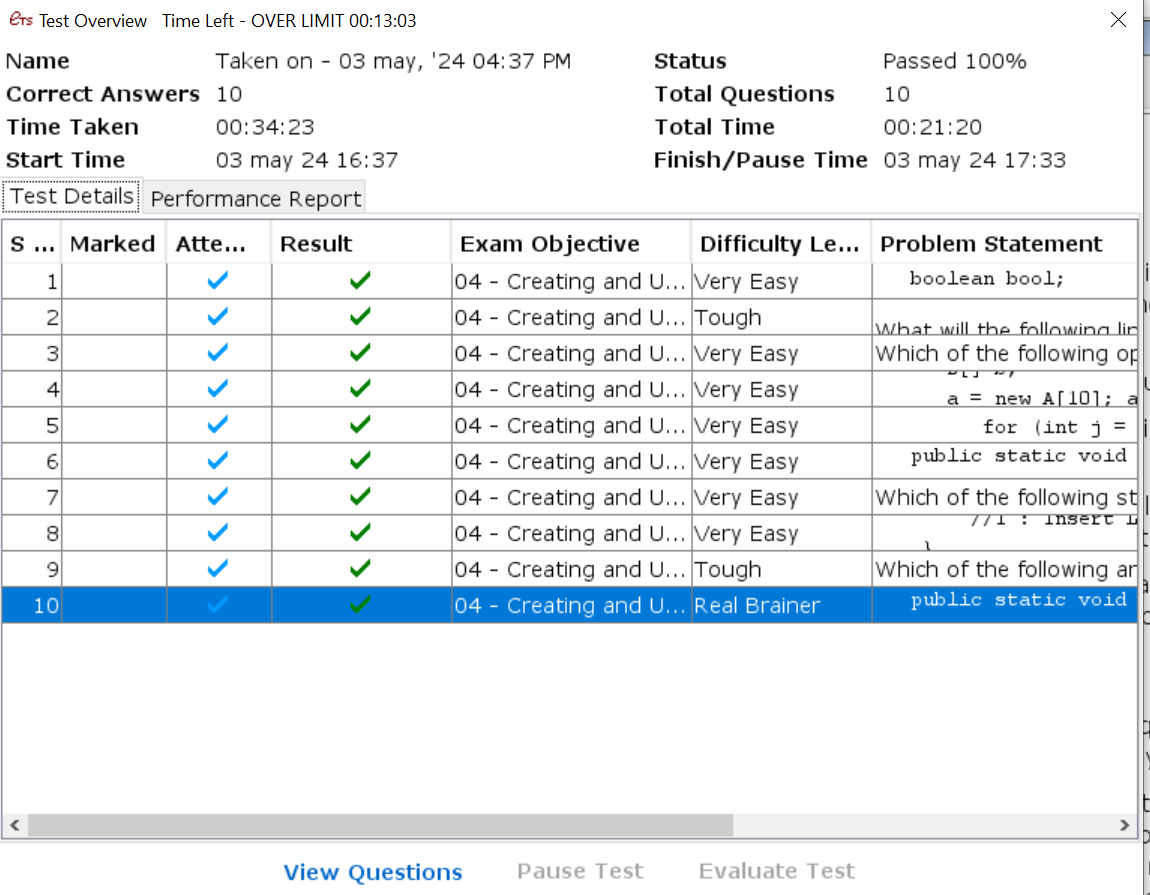 ETS Test Overview Time Left - OVER LIMIT 00:13:03
Name Taken on - 03 may, '24 04:37 PM Status Passed 100%
Correct Answers 10 Total Questions 10
Time Taken 00:34:23 Total Time 00:21:20
Start Time 03 may 24 16:37 Finish/Pause Time 03 may 24 17:33
Test Details Performance Report
S ... Marked Atte... Result Exam Objective Difficulty Le... Problem Statement
1 04 - Creating and U... Very Easy boolean bool;
2 04 - Creating and U... Tough What will the following
3 04 - Creating and U... Very Easy Which of the following
4 04 - Creating and U... Very Easy a = new A[10]; a
5 04 - Creating and U... Very Easy for (int j =
6 04 - Creating and U... Very Easy public static void
7 04 - Creating and U... Very Easy Which of the following
8 04 - Creating and U... Very Easy //1 : Insert
9 04 - Creating and U... Tough Which of the following
10 04 - Creating and U... Real Brainer public static void
View Questions Pause Test Evaluate Test